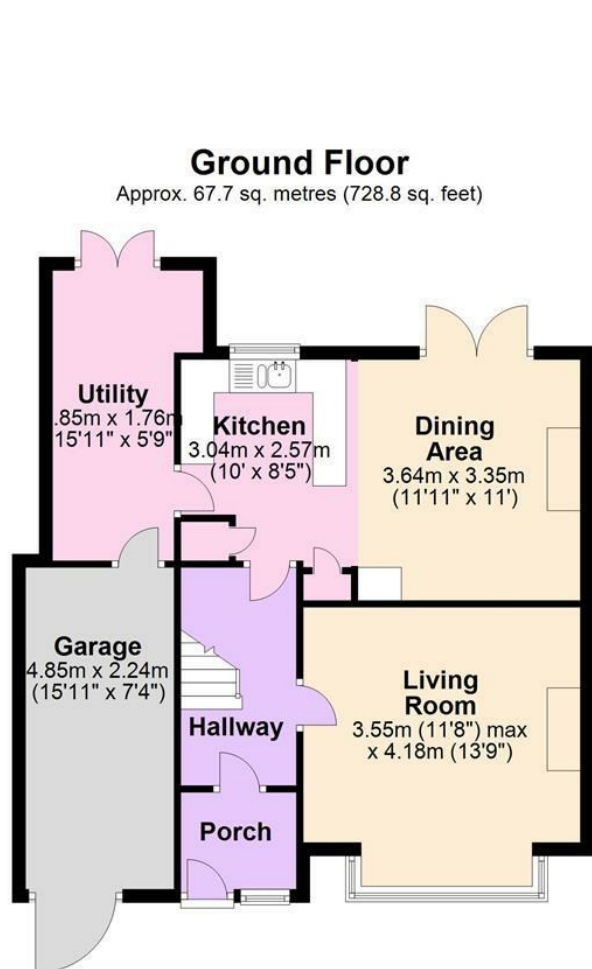 Ground Floor
Approx. 67.7 sq. metres (728.8 sq. feet)
Utility
.85m x 1.76m
15'11" x 5'9"
Kitchen
3.04m x 2.57m
(10' x 8'5")
Dining
Area
3.64m x 3.35m
(11'11" x 11')
Garage
4.85m x 2.24m
(15'11" x 7'4")
Living
Room
3.55m (11'8") max
x 4.18m (13'9")
Hallway
Porch